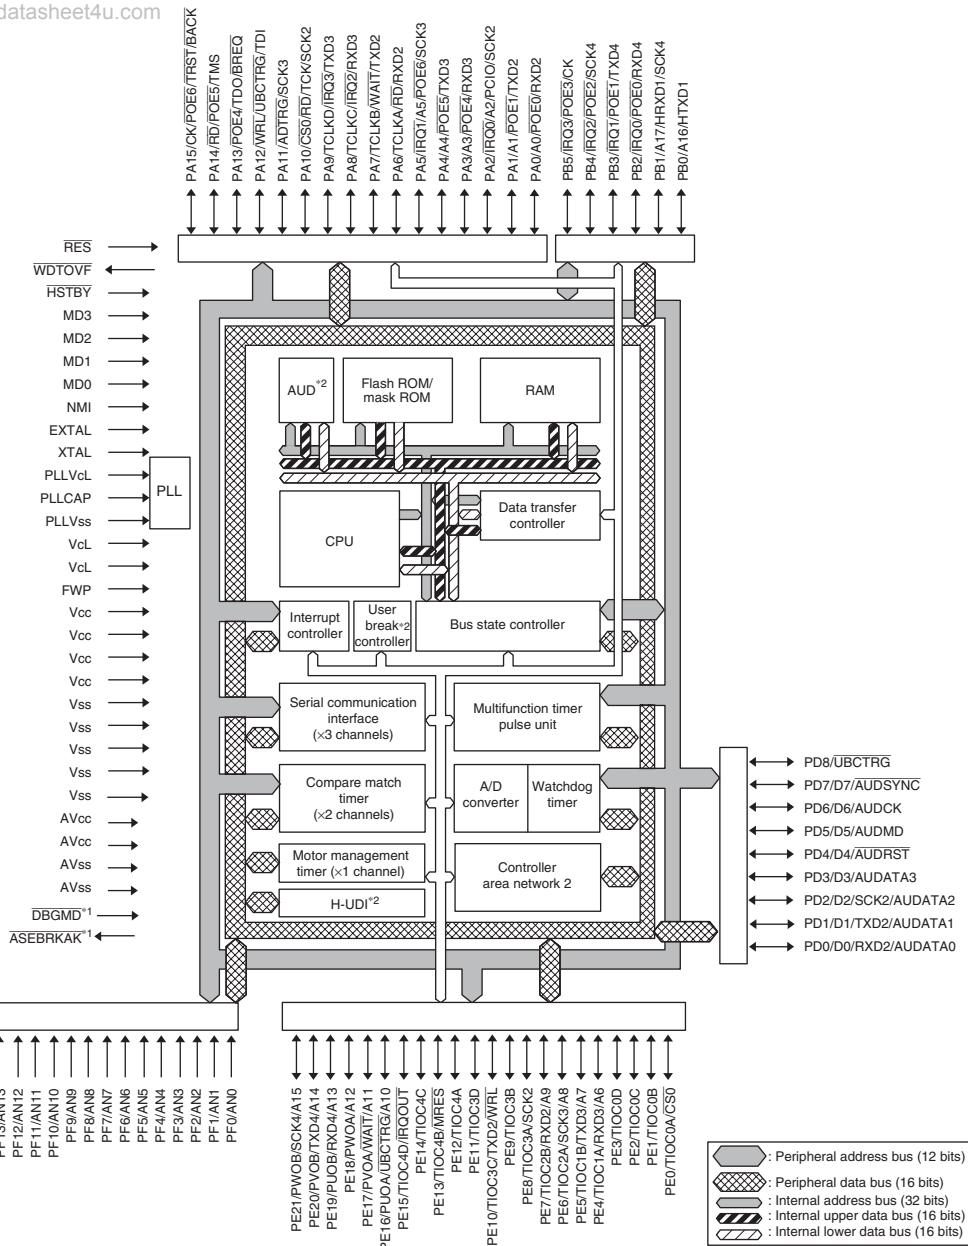 datasheet4u.com
PA15/CK/POE6/TRST/BACK
PA14/RD/POE5/TMS
PA13/POE4/TDO/BREQ
PA12/WRL/UBCTRG/TDI
PA11/ADTRG/SCK3
PA10/CS0/RD/TCK/SCK2
PA9/TCLKD/IRQ3/TXD3
PA8/TCLKC/IRQ2/RXD3
PA7/TCLKB/WAIT/TXD2
PA6/TCLKA/RD/RXD2
PA5/IRQ1/A5/POE6/SCK3
PA4/A4/POE5/TXD3
PA3/A3/POE4/RXD3
PA2/IRQ0/A2/PCIO/SCK2
PA1/A1/POE1/TXD2
PA0/A0/POE0/RXD2
PB5/IRQ3/POE3/CK
PB4/IRQ2/POE2/SCK4
PB3/IRQ1/POE1/TXD4
PB2/IRQ0/POE0/RXD4
PB1/A17/HRXD1/SCK4
PB0/A16/HTXD1
RES
WDTOVF
HSTBY
MD3
MD2
MD1
MD0
NMI
EXTAL
XTAL
PLLVcL
PLLCAP
PLLVss
VcL
VcL
FWP
Vcc
Vcc
Vcc
Vcc
Vss
Vss
Vss
Vss
Vss
AVcc
AVcc
AVss
AVss
DBGMD*1
ASEBRKAK*1
PLL
AUD*2
Flash ROM/
mask ROM
RAM
CPU
Data transfer
controller
Interrupt
controller
User
break*2
controller
Bus state controller
Serial communication
interface
(×3 channels)
Multifunction timer
pulse unit
Compare match
timer
(×2 channels)
A/D
converter
Watchdog
timer
Motor management
timer (×1 channel)
Controller
area network 2
H-UDI*2
PD8/UBCTRG
PD7/D7/AUDSYNC
PD6/D6/AUDCK
PD5/D5/AUDMD
PD4/D4/AUDRST
PD3/D3/AUDATA3
PD2/D2/SCK2/AUDATA2
PD1/D1/TXD2/AUDATA1
PD0/D0/RXD2/AUDATA0
PF13/AN13
PF12/AN12
PF11/AN11
PF10/AN10
PF9/AN9
PF8/AN8
PF7/AN7
PF6/AN6
PF5/AN5
PF4/AN4
PF3/AN3
PF2/AN2
PF1/AN1
PF0/AN0
PE21/PWOB/SCK4/A15
PE20/PVOB/TXD4/A14
PE19/PUOB/RXD4/A13
PE18/PWOA/A12
PE17/PVOA/WAIT/A11
PE16/PUOA/UBCTRG/A10
PE15/TIOC4D/IRQOUT
PE14/TIOC4C
PE13/TIOC4B/MRES
PE12/TIOC4A
PE11/TIOC3D
PE10/TIOC3C/TXD2/WRL
PE9/TIOC3B
PE8/TIOC3A/SCK2
PE7/TIOC2B/RXD2/A9
PE6/TIOC2A/SCK3/A8
PE5/TIOC1B/TXD3/A7
PE4/TIOC1A/RXD3/A6
PE3/TIOC0D
PE2/TIOC0C
PE1/TIOC0B
PE0/TIOC0A/CS0
: Peripheral address bus (12 bits)
: Peripheral data bus (16 bits)
: Internal address bus (32 bits)
: Internal upper data bus (16 bits)
: Internal lower data bus (16 bits)